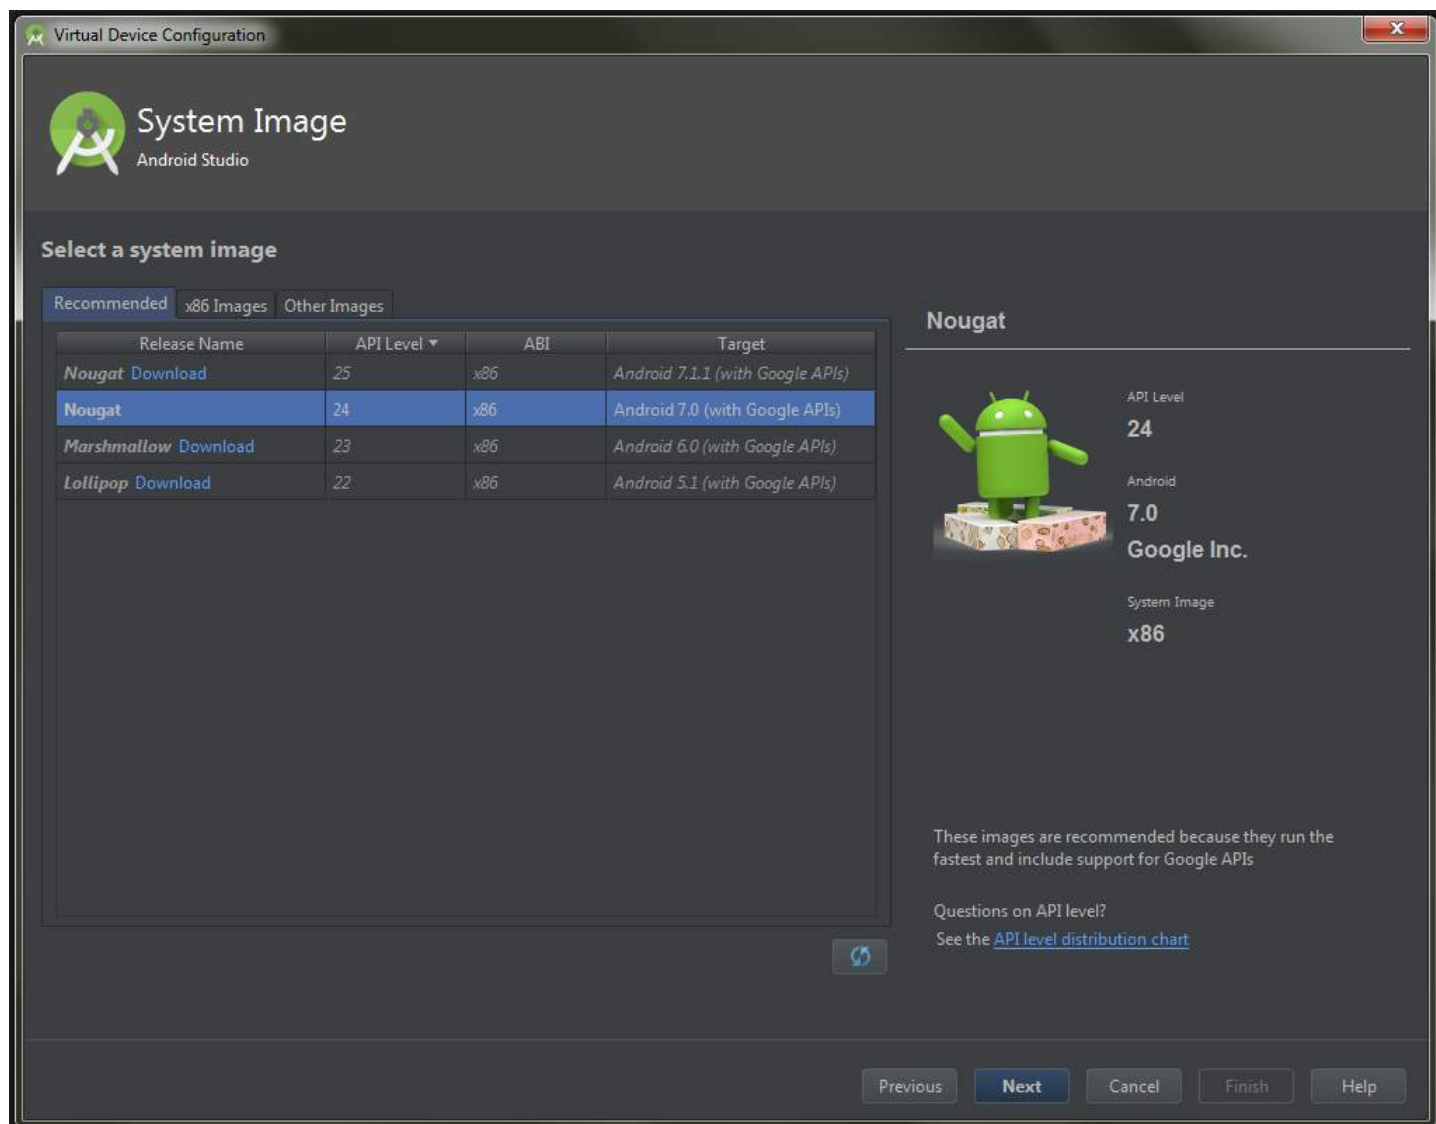 Virtual Device Configuration
X
System Image
Android Studio
Select a system image
Recommended x86 Images Other Images
Release Name API Level ABI Target
Nougat Download 25 x86 Android 7.1.1 (with Google APIs)
Nougat 24 x86 Android 7.0 (with Google APIs)
Marshmallow Download 23 x86 Android 6.0 (with Google APIs)
Lollipop Download 22 x86 Android 5.1 (with Google APIs)
Nougat
API Level
24
Android
7.0
Google Inc.
System Image
x86
These images are recommended because they run the
fastest and include support for Google APIs
Questions on API level?
See the API level distribution chart
Previous Next Cancel Finish Help